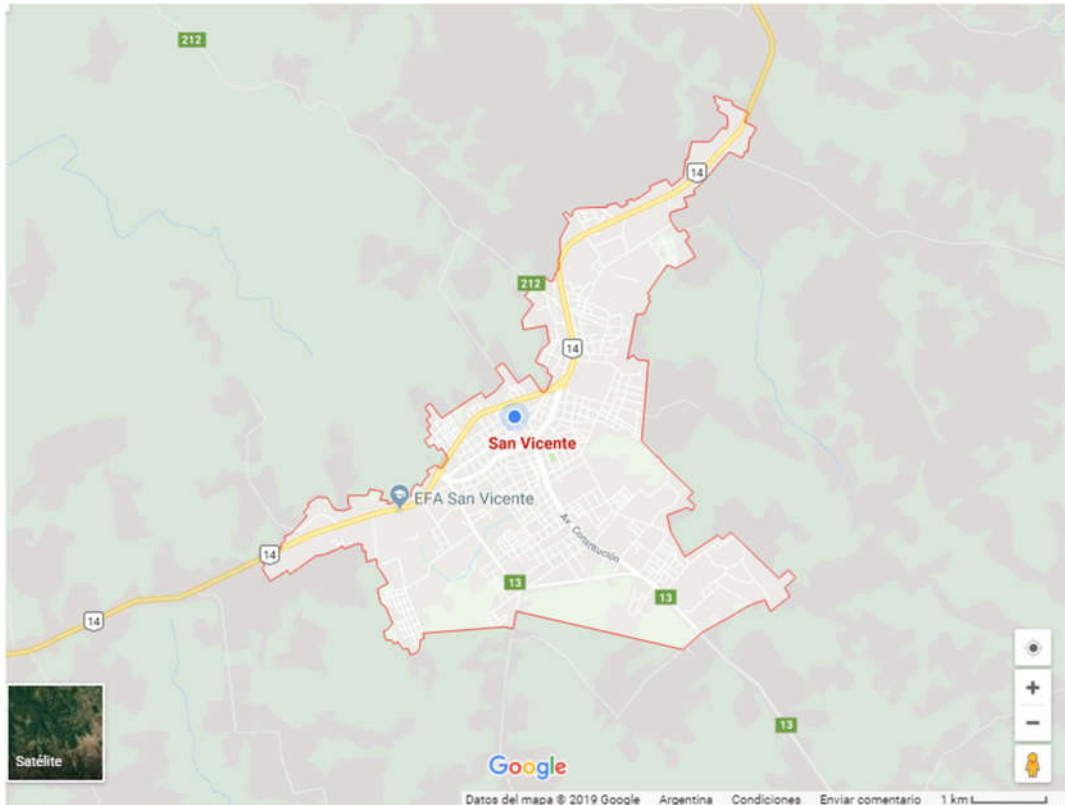 212
14
212
14
San Vicente
EFA San Vicente
Av. Constitución
14
13
13
14
13
Satélite
Google
Datos del mapa © 2019 Google Argentina Condiciones Enviar comentario 1 km